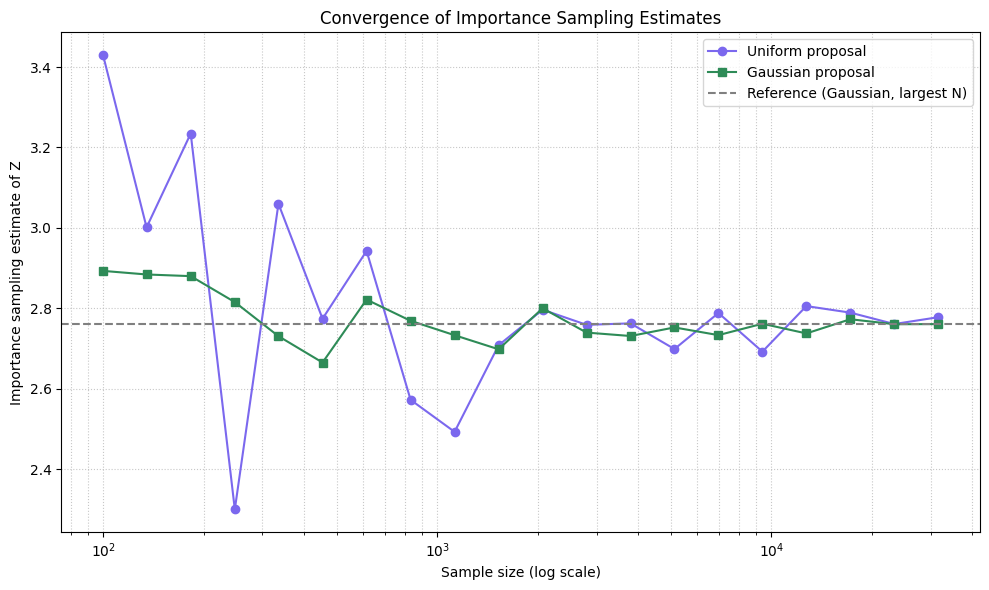 Convergence of Importance Sampling Estimates
Uniform proposal
Gaussian proposal
Reference (Gaussian, largest N)
Importance sampling estimate of Z
3.4
3.2
3.0
2.8
2.6
2.4
10²
10³
10⁴
Sample size (log scale)